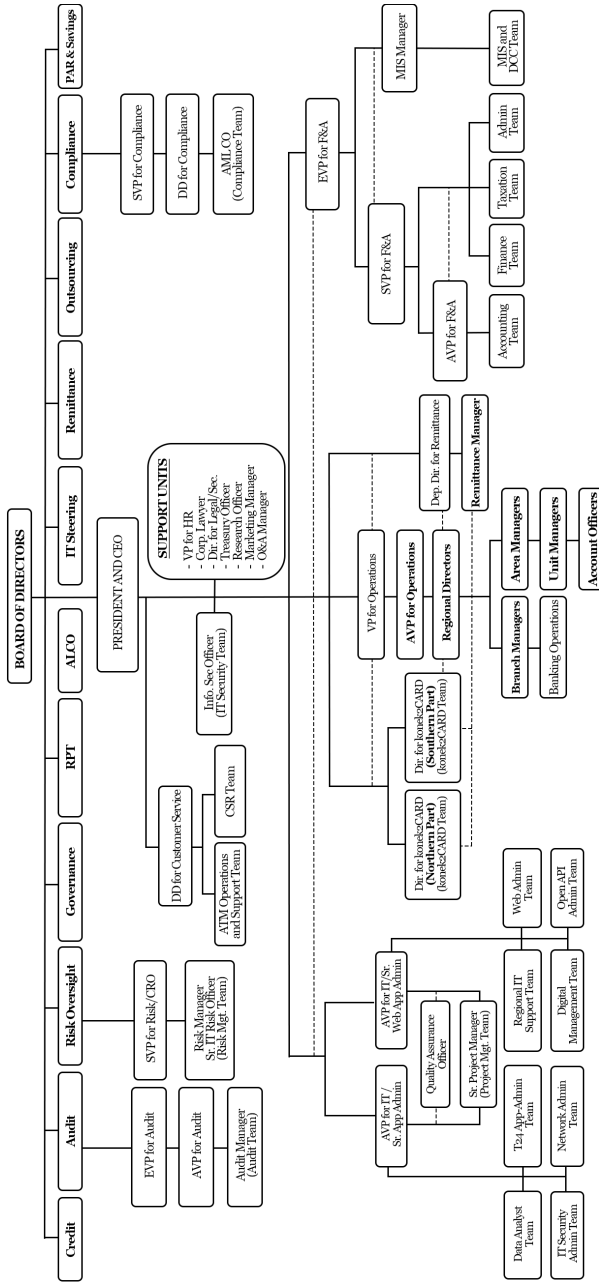 BOARD OF DIRECTORS
Credit
Audit
Risk Oversight
Governance
RPT
ALCO
IT Steering
Remittance
Outsourcing
Compliance
PAR & Savings
PRESIDENT AND CEO
EVP for Audit
AVP for Audit
Audit Manager
(Audit Team)
SVP for Risk/CRO
Risk Manager
Sr. IT Risk Officer
(Risk Mgt. Team)
DD for Customer Service
ATM Operations
and Support Team
CSR Team
Info. Sec Officer
(IT Security Team)
SUPPORT UNITS
- VP for HR
- Corp. Lawyer
- Dir. for Legal/Sec.
- Treasury Officer
- Research Officer
- Marketing Manager
- O&A Manager
SVP for Compliance
DD for Compliance
AMLCO
(Compliance Team)
AVP for IT/
Sr. App Admin
AVP for IT/Sr.
Web App Admin
Quality Assurance
Officer
Sr. Project Manager
(Project Mgt. Team)
Data Analyst
Team
T24 App-Admin
Team
Regional IT
Support Team
Web Admin
Team
IT Security
Admin Team
Network Admin
Team
Digital
Management Team
Open API
Admin Team
VP for Operations
AVP for Operations
Regional Directors
Dir. for konek2CARD
(Northern Part)
(konek2CARD Team)
Dir. for konek2CARD
(Southern Part)
(konek2CARD Team)
Dep. Dir. for Remittance
Remittance Manager
Branch Managers
Area Managers
Banking Operations
Unit Managers
Account Officers
EVP for F&A
SVP for F&A
MIS Manager
AVP for F&A
Accounting
Team
Finance
Team
Taxation
Team
Admin
Team
MIS and
DCC Team